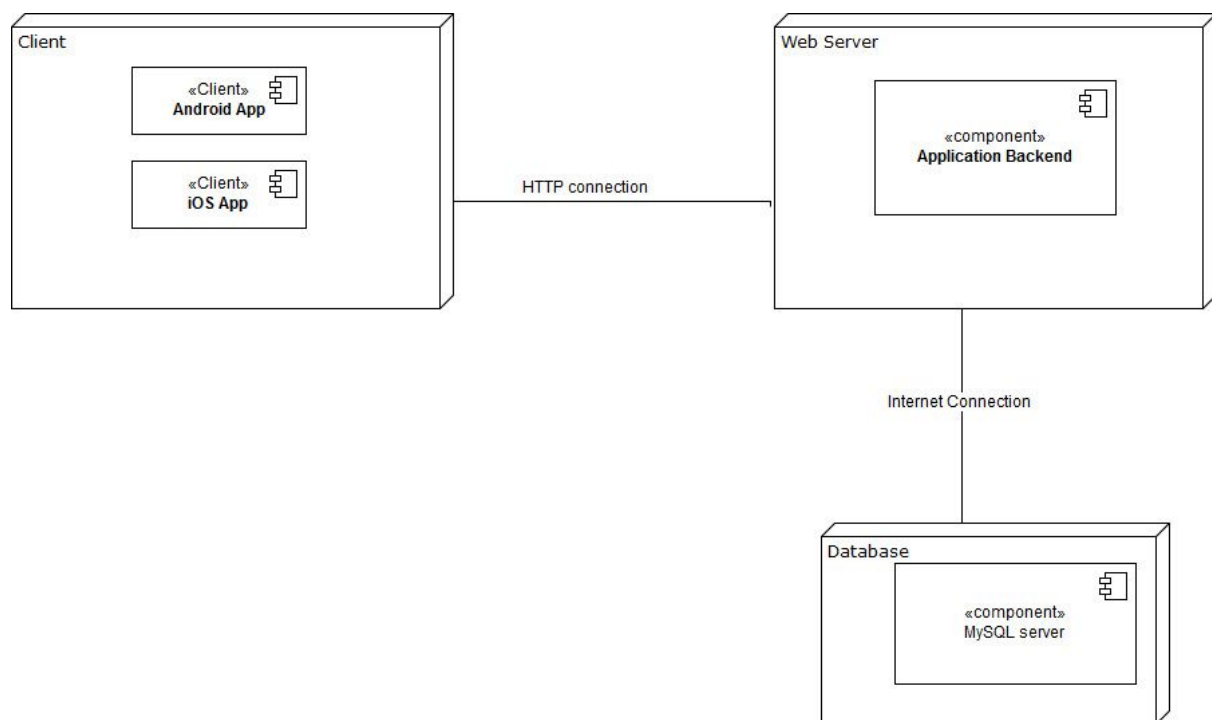 Client
«Client»
Android App
«Client»
iOS App
HTTP connection
Web Server
«component»
Application Backend
Internet Connection
Database
«component»
MySQL server